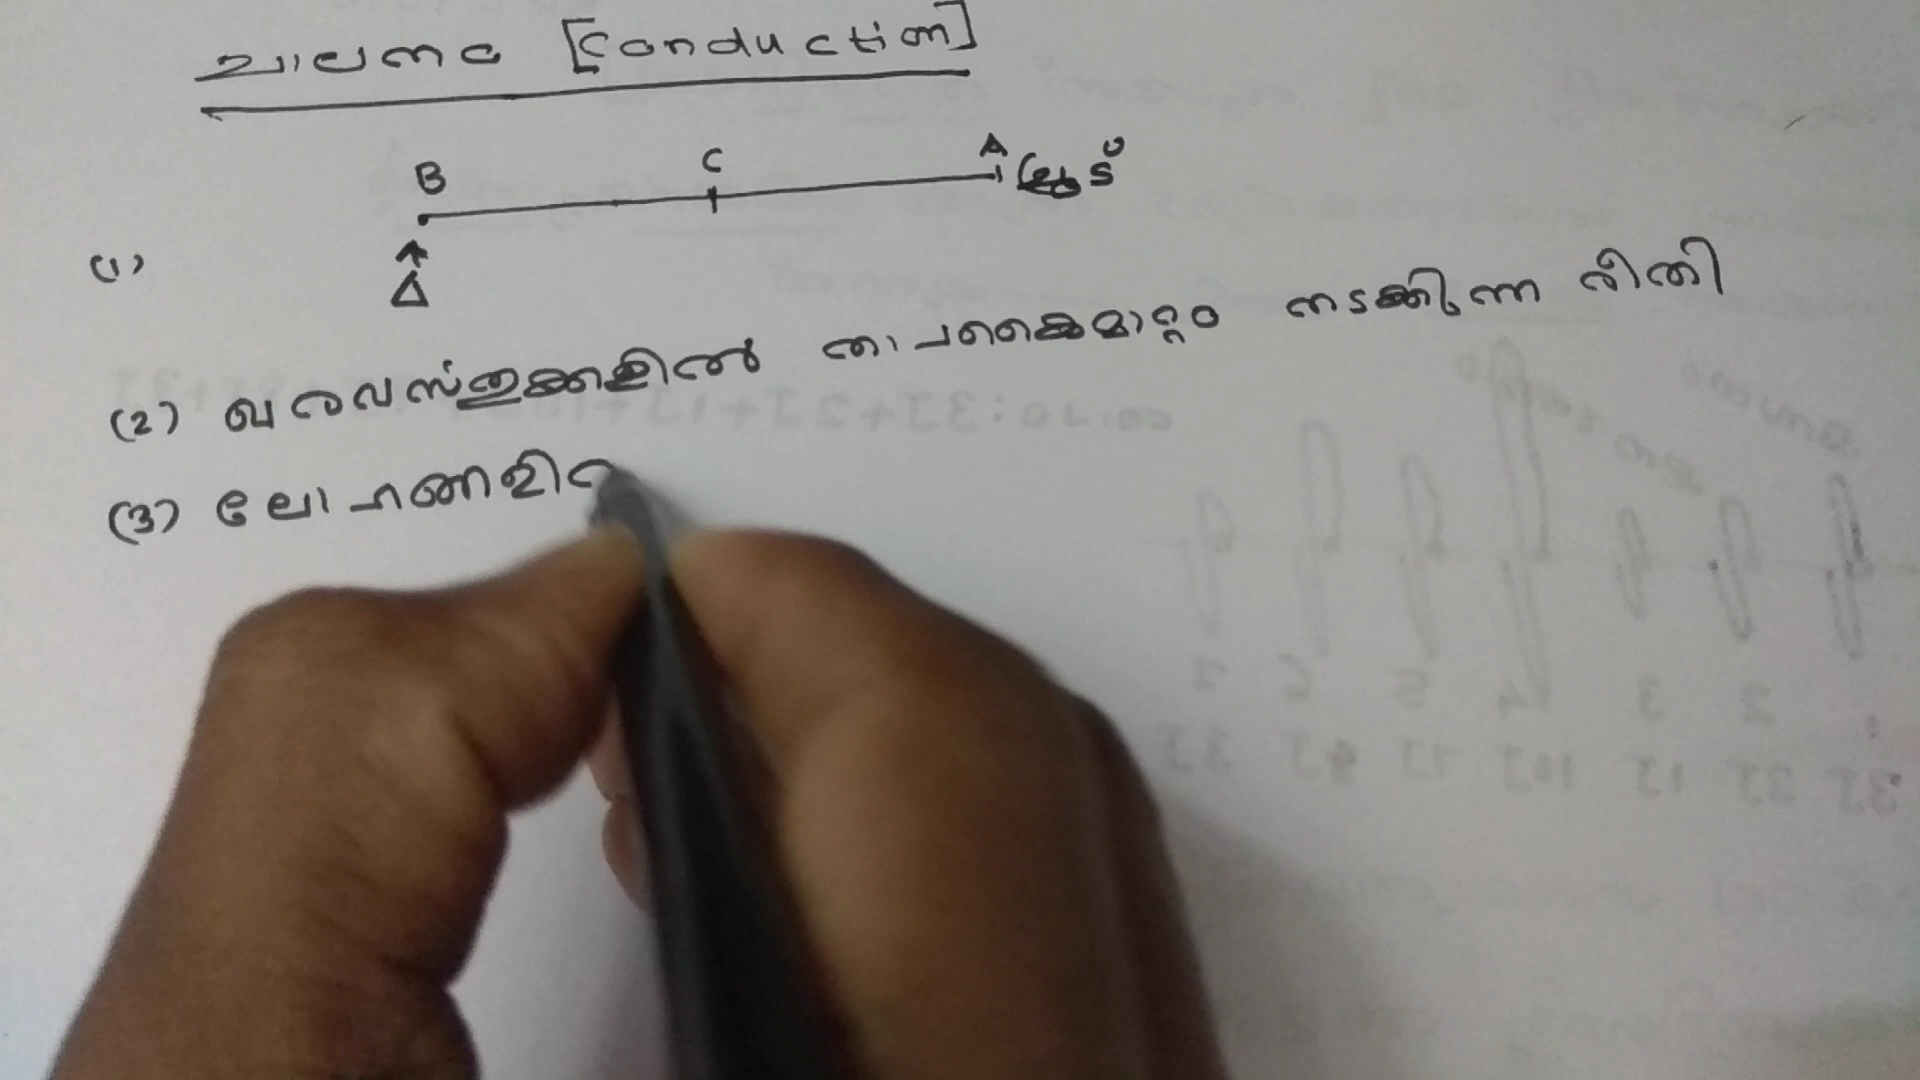 ചാലനം [Conduction]
B C A ചൂട്
(1)
(2) ഖരവസ്തുക്കളിൽ താപകൈമാറ്റം നടക്കുന്ന രീതി
(3) ലോഹങ്ങളി